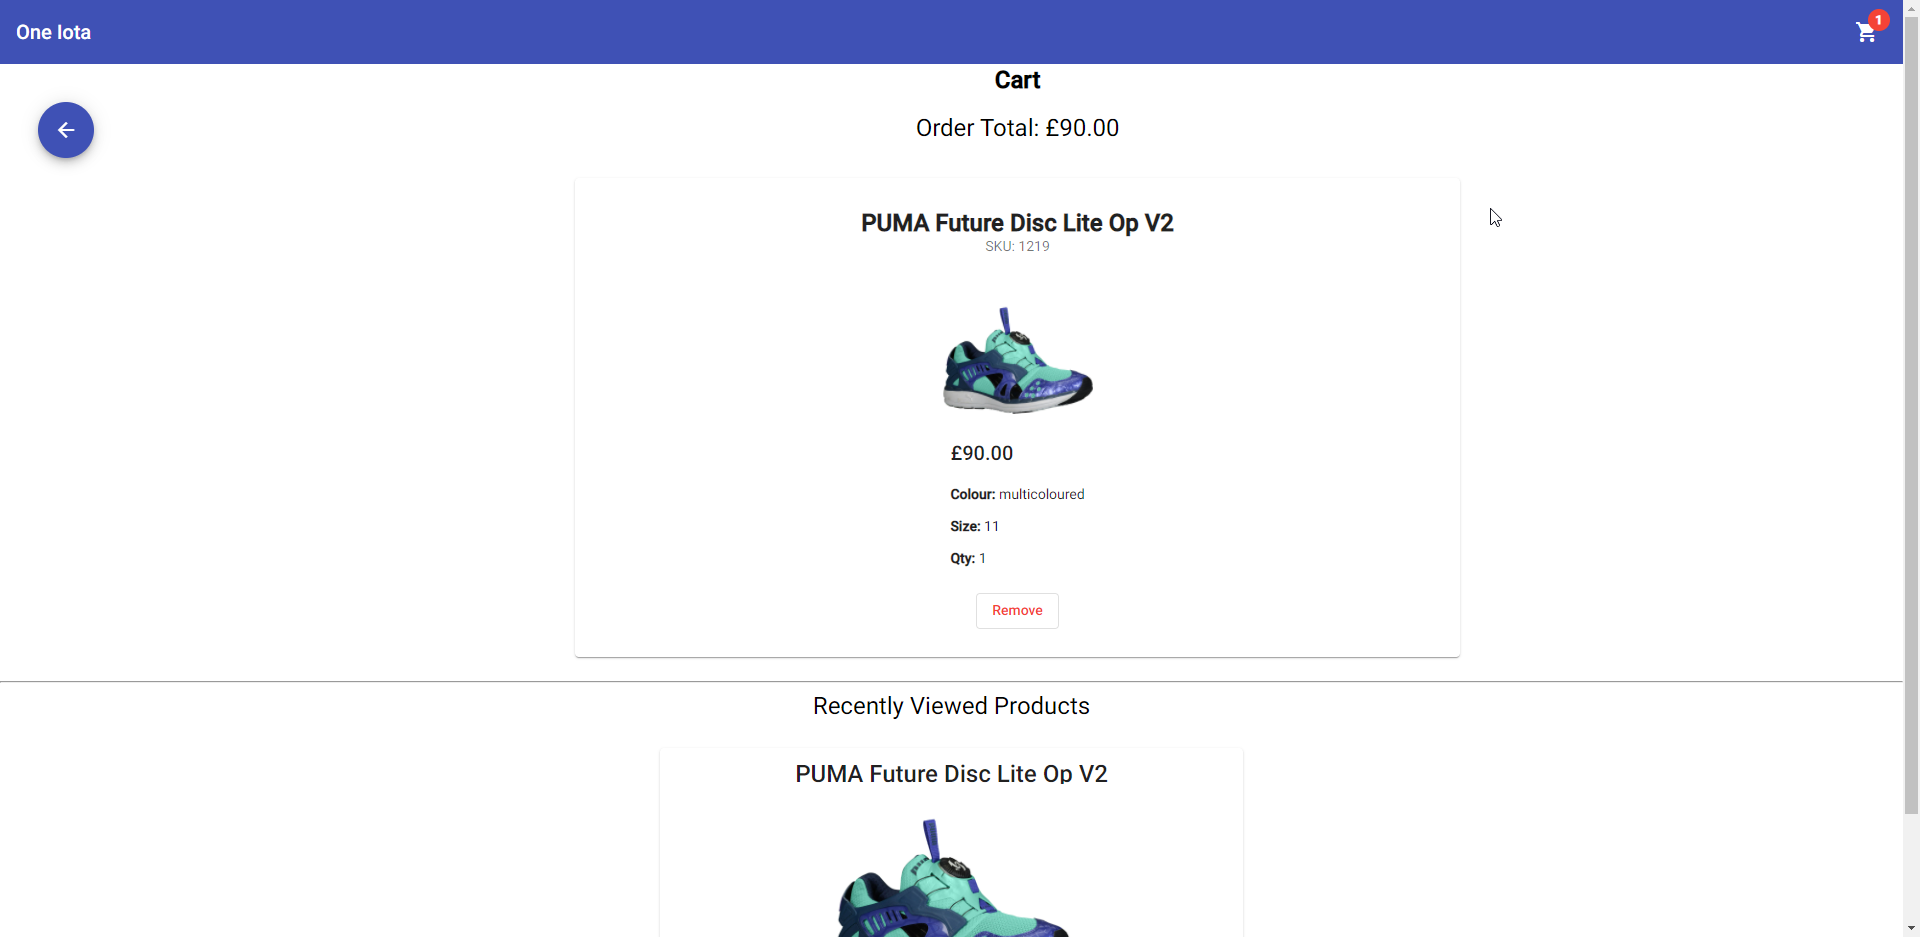 One Iota
1
Cart
Order Total: £90.00
PUMA Future Disc Lite Op V2
SKU: 1219
£90.00
Colour: multicoloured
Size: 11
Qty: 1
Remove
Recently Viewed Products
PUMA Future Disc Lite Op V2